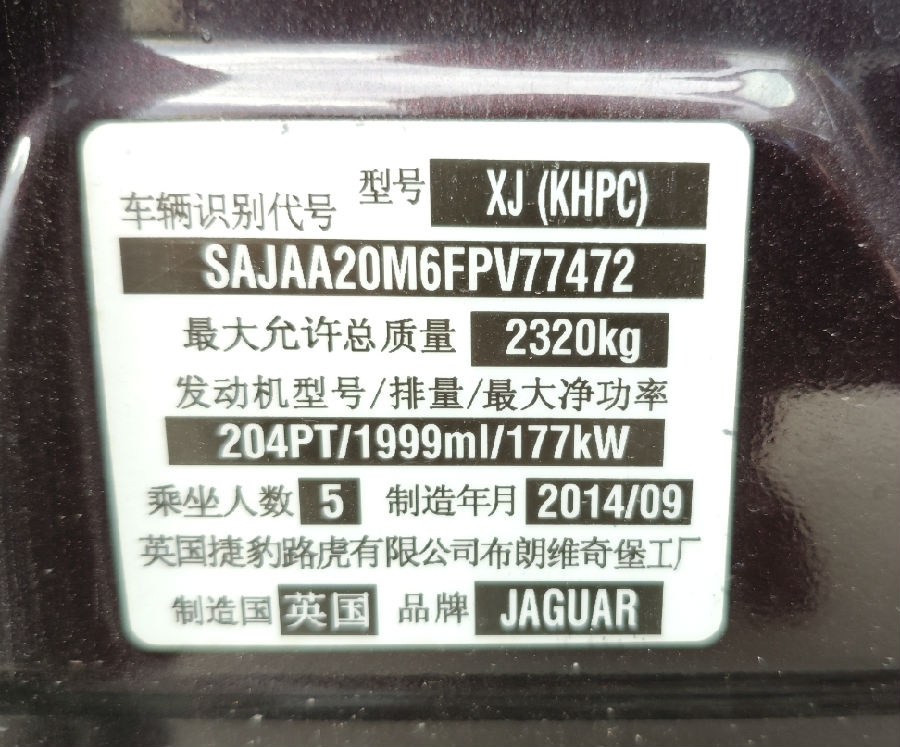 型号 XJ (KHPC)
车辆识别代号
SAJAA20M6FPV77472
最大允许总质量 2320kg
发动机型号/排量/最大净功率
204PT/1999ml/177kW
乘坐人数 5 制造年月 2014/09
英国捷豹路虎有限公司布朗维奇堡工厂
制造国 英国 品牌 JAGUAR